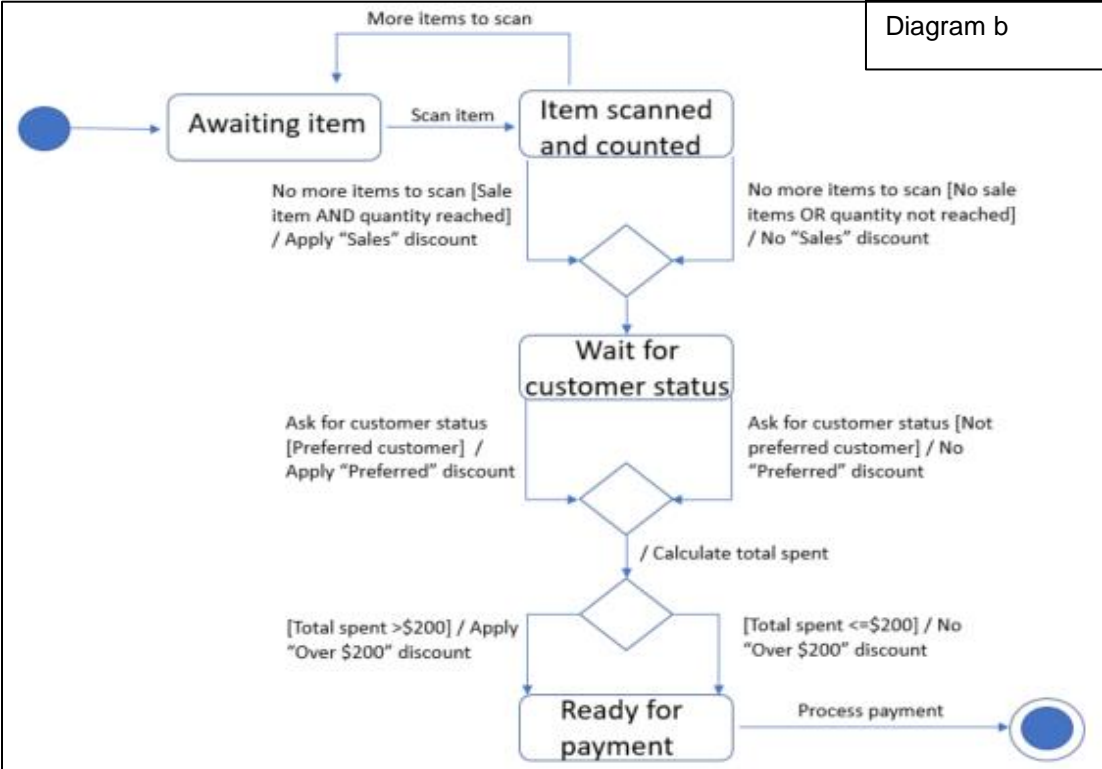 Diagram b
More items to scan
Awaiting item
Scan item
Item scanned
and counted
No more items to scan [Sale
item AND quantity reached]
/ Apply “Sales” discount
No more items to scan [No sale
items OR quantity not reached]
/ No “Sales” discount
Wait for
customer status
Ask for customer status
[Preferred customer] /
Apply “Preferred” discount
Ask for customer status [Not
preferred customer] / No
“Preferred” discount
/ Calculate total spent
[Total spent >$200] / Apply
“Over $200” discount
[Total spent <=$200] / No
“Over $200” discount
Ready for
payment
Process payment